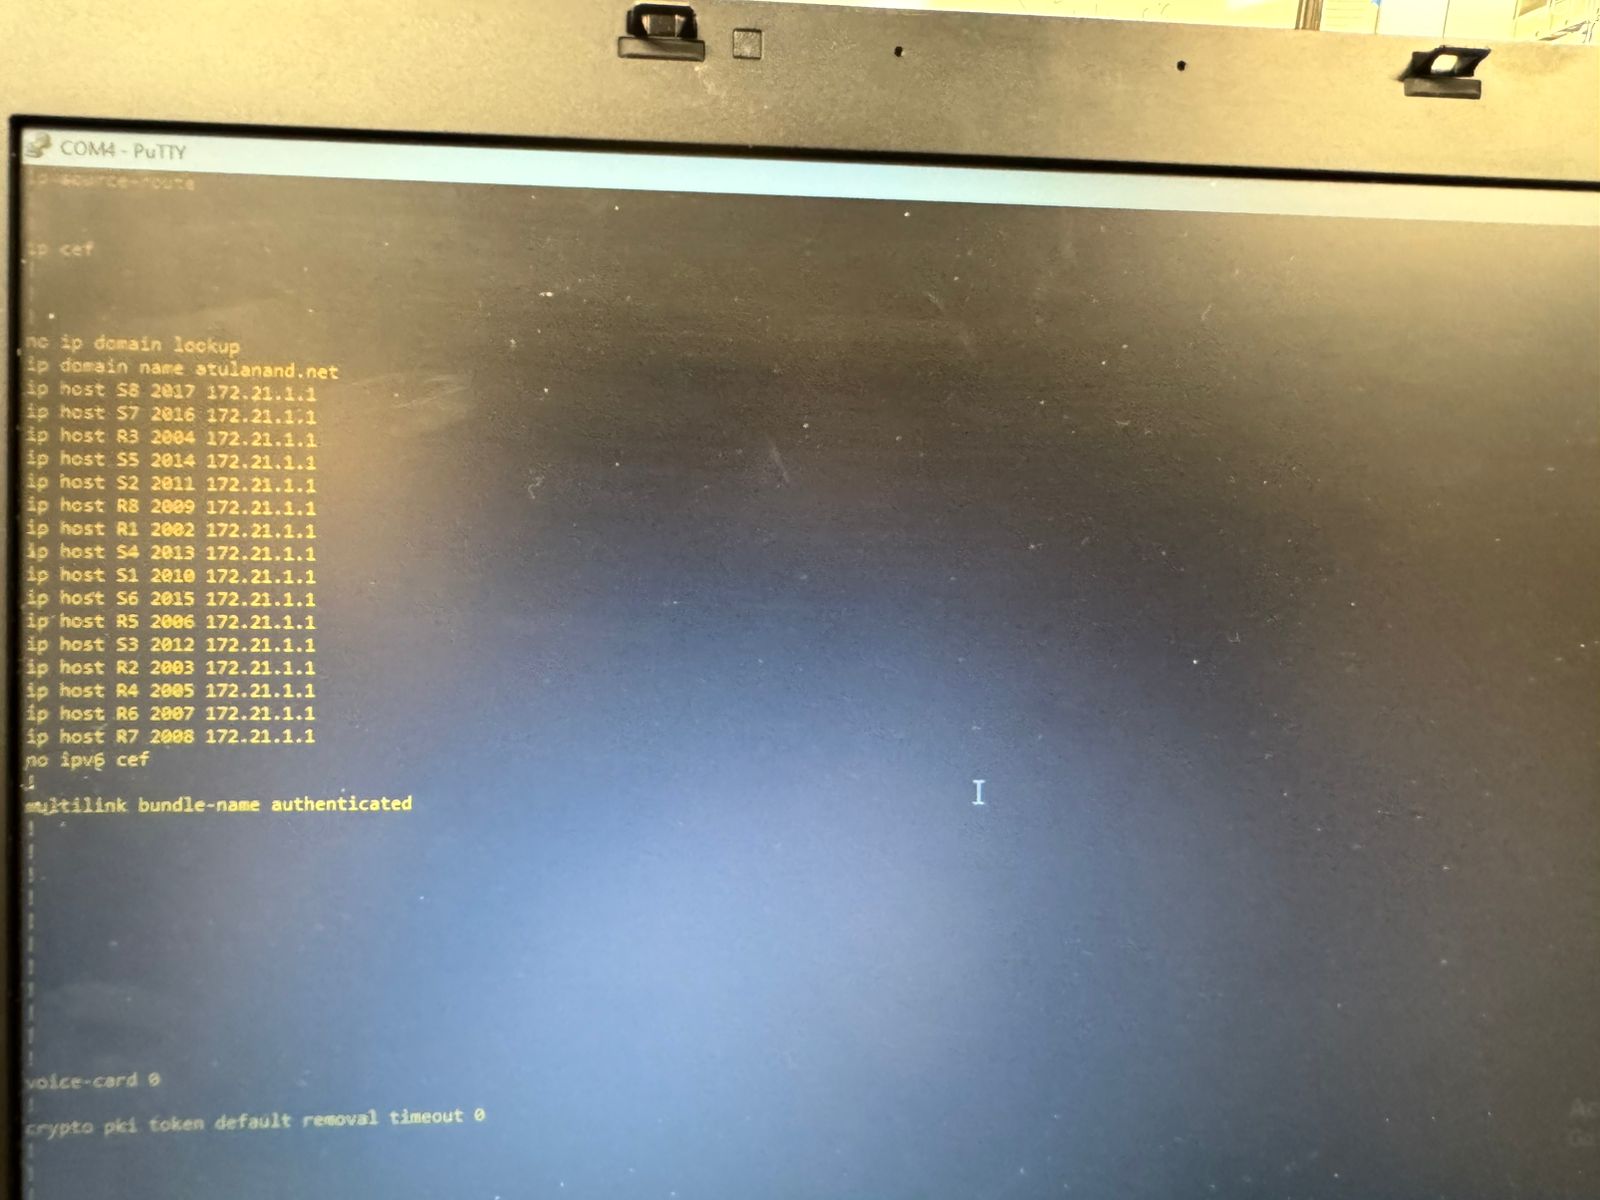 COM4 - PuTTY
ip source-route
!
ip cef
!
!
!
no ip domain lookup
ip domain name atulanand.net
ip host S8 2017 172.21.1.1
ip host S7 2016 172.21.1.1
ip host R3 2004 172.21.1.1
ip host S5 2014 172.21.1.1
ip host S2 2011 172.21.1.1
ip host R8 2009 172.21.1.1
ip host R1 2002 172.21.1.1
ip host S4 2013 172.21.1.1
ip host S1 2010 172.21.1.1
ip host S6 2015 172.21.1.1
ip host R5 2006 172.21.1.1
ip host S3 2012 172.21.1.1
ip host R2 2003 172.21.1.1
ip host R4 2005 172.21.1.1
ip host R6 2007 172.21.1.1
ip host R7 2008 172.21.1.1
no ipv6 cef
!
multilink bundle-name authenticated
!
!
!
!
!
!
!
!
!
!
!
voice-card 0
!
crypto pki token default removal timeout 0
!
!